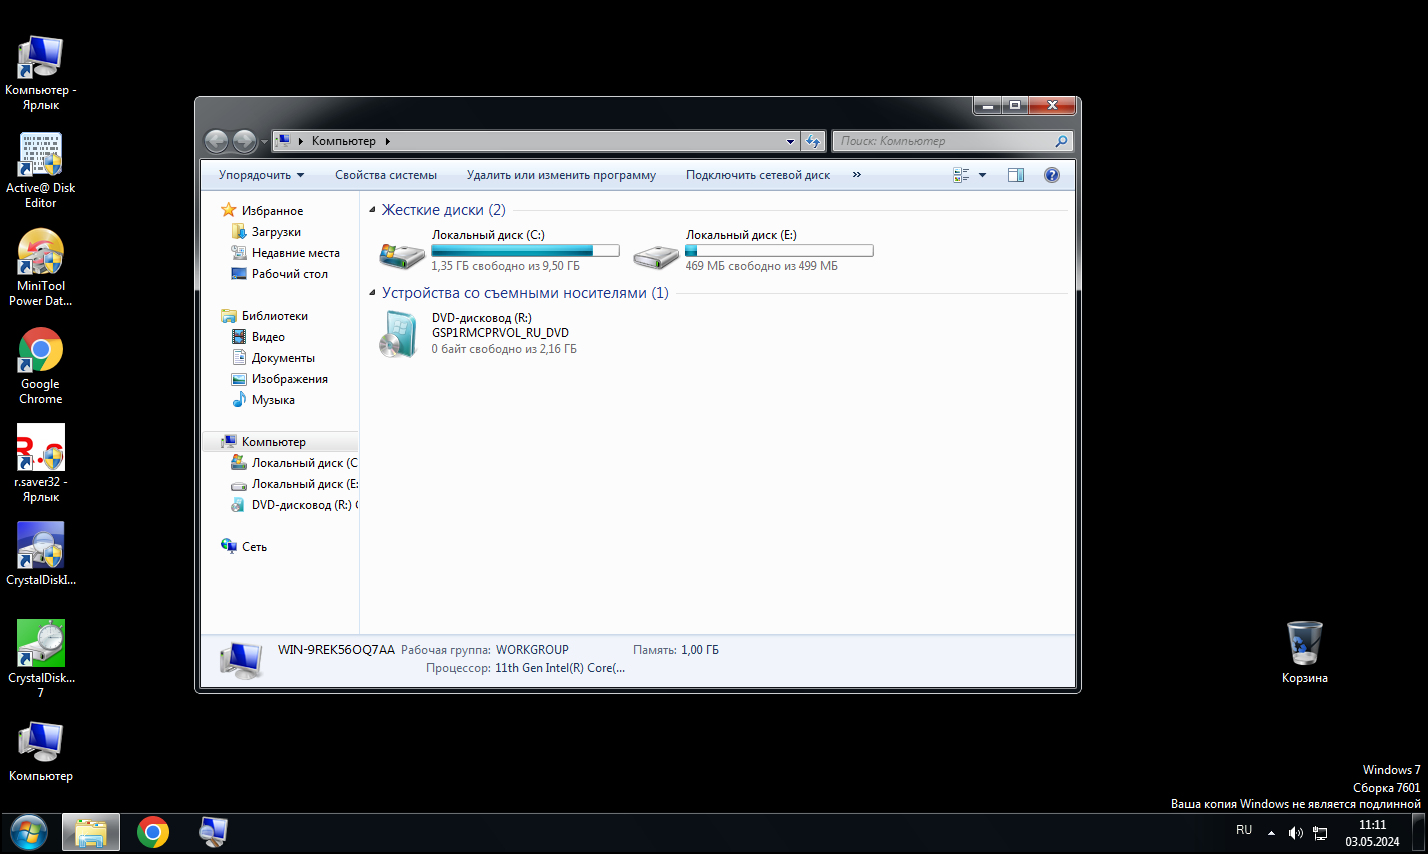 Компьютер -
Ярлык
Active@ Disk
Editor
MiniTool
Power Dat...
Google
Chrome
R.s
r.saver32 -
Ярлык
CrystalDiskI...
CrystalDisk...
7
Компьютер
Компьютер
Поиск: Компьютер
Упорядочить
Свойства системы
Удалить или изменить программу
Подключить сетевой диск
»
Избранное
Загрузки
Недавние места
Рабочий стол
Библиотеки
Видео
Документы
Изображения
Музыка
Компьютер
Локальный диск (C
Локальный диск (E:
DVD-дисковод (R:)
Сеть
Жесткие диски (2)
Локальный диск (C:)
1,35 ГБ свободно из 9,50 ГБ
Локальный диск (E:)
469 МБ свободно из 499 МБ
Устройства со съемными носителями (1)
DVD-дисковод (R:)
GSP1RMCPRVOL_RU_DVD
0 байт свободно из 2,16 ГБ
WIN-9REK56OQ7AA Рабочая группа: WORKGROUP Память: 1,00 ГБ
Процессор: 11th Gen Intel(R) Core(...
Корзина
Windows 7
Сборка 7601
Ваша копия Windows не является подлинной
RU
11:11
03.05.2024